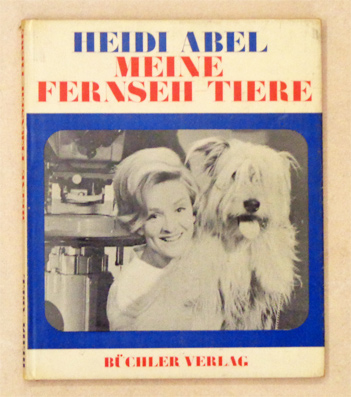 HEIDI ABEL
MEINE
FERNSEH-TIERE
BÜCHLER VERLAG